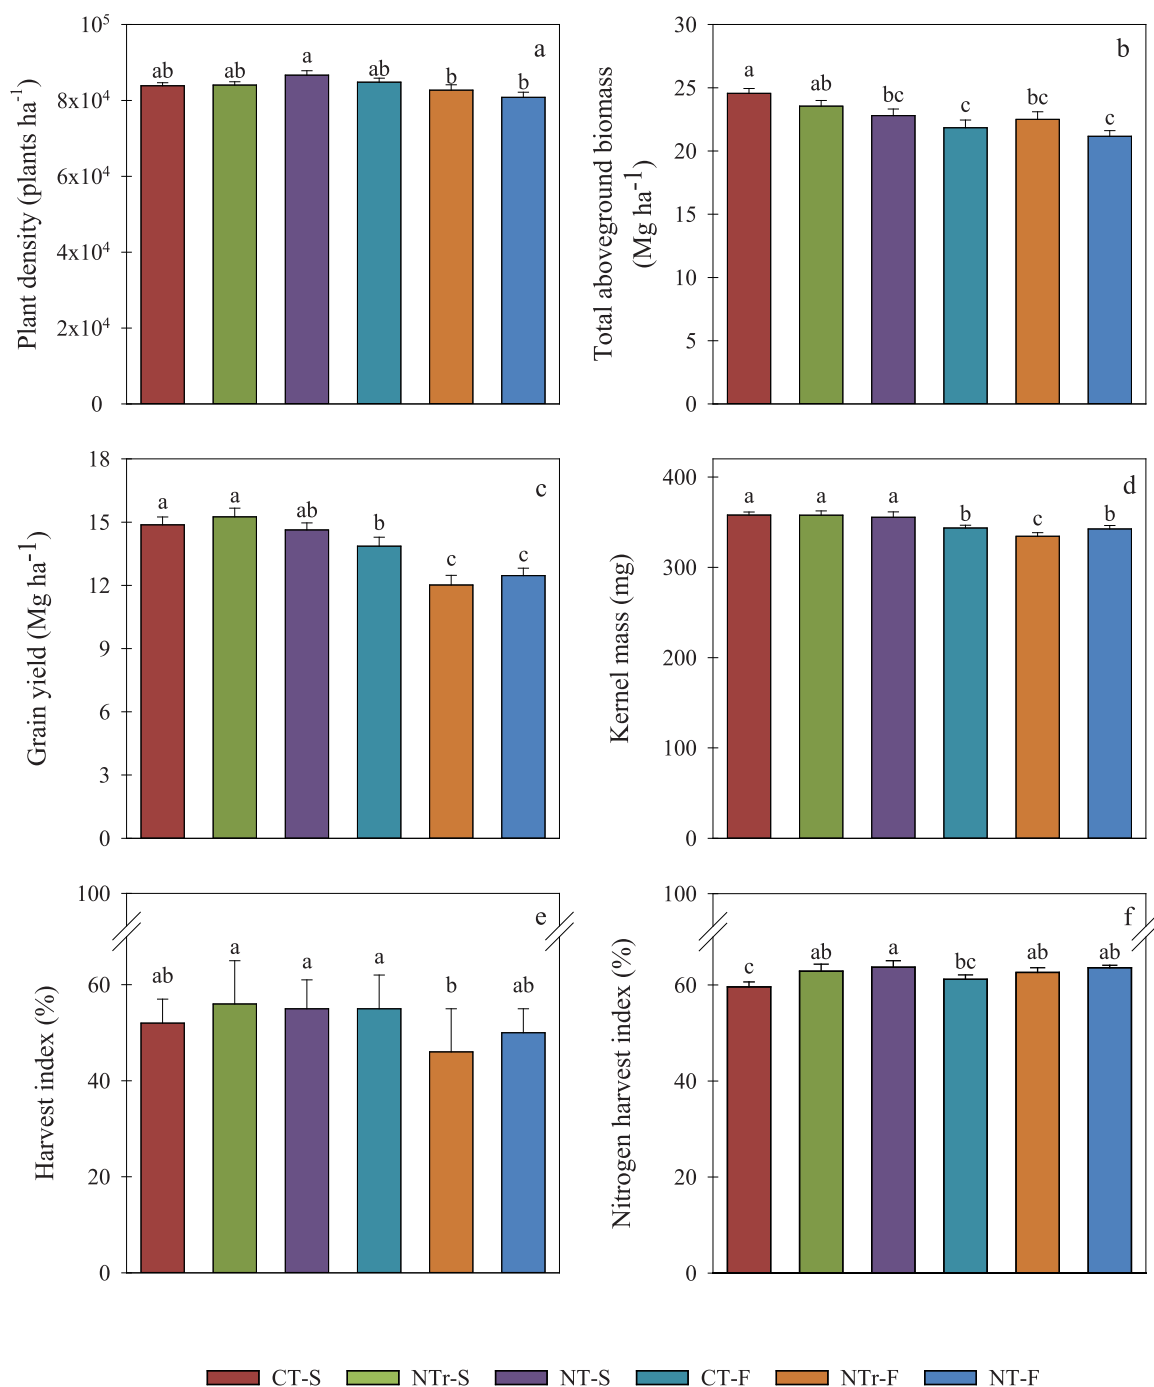 10⁵
8x10⁴
6x10⁴
4x10⁴
2x10⁴
0
Plant density (plants ha⁻¹)
ab ab a ab b b
a
30
25
20
15
10
5
0
Total aboveground biomass
(Mg ha⁻¹)
a ab bc c bc c
b
18
15
12
9
6
3
0
Grain yield (Mg ha⁻¹)
a a ab b c c
c
400
300
200
100
0
Kernel mass (mg)
a a a b c b
d
100
60
40
20
0
Harvest index (%)
ab a a a b ab
e
100
60
40
20
0
Nitrogen harvest index (%)
c ab a bc ab ab
f
CT-S NTr-S NT-S CT-F NTr-F NT-F